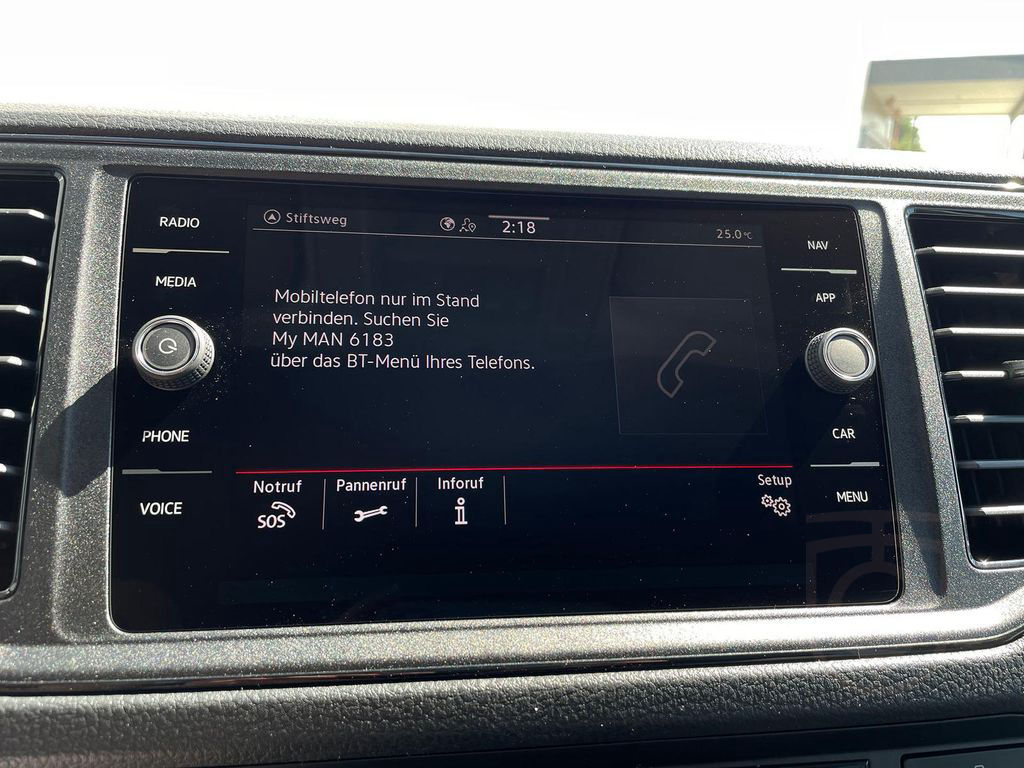 RADIO
MEDIA
PHONE
VOICE
Stiftsweg
2:18
25.0°C
Mobiltelefon nur im Stand
verbinden. Suchen Sie
My MAN 6183
über das BT-Menü Ihres Telefons.
Notruf
SOS
Pannenruf
Inforuf
Setup
NAV
APP
CAR
MENU